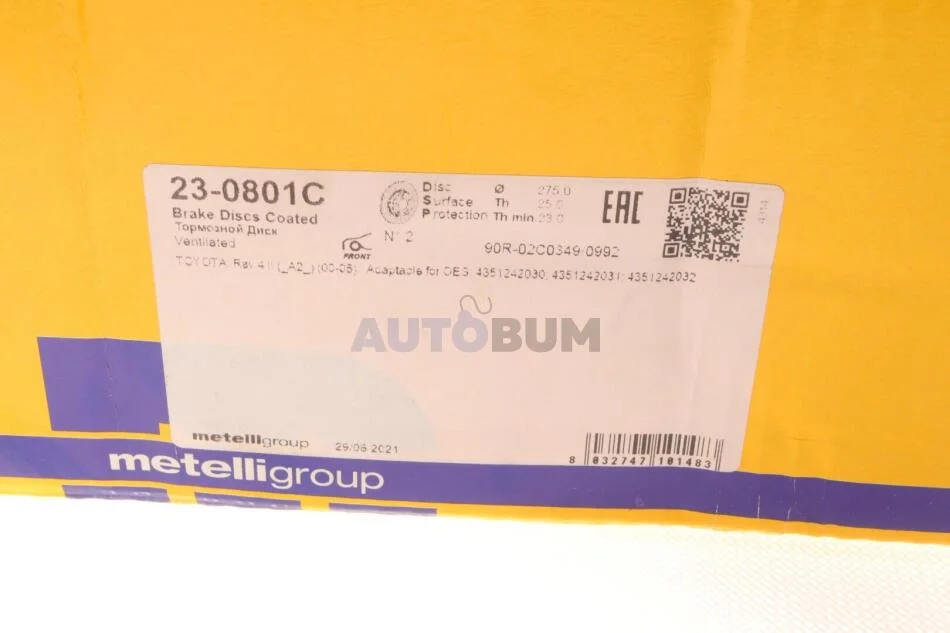 23-0801C
Brake Discs Coated
Тормозной Диск
Ventilated
FRONT
N° 2
Disc Ø 275.0
Surface Th 25.0
Protection Th min. 23.0
EAC
90R-02C0349/0992
4314
TOYOTA: Rav 4 II (_A2_) (00-05) Adaptable for OES: 4351242030; 4351242031; 4351242032
AUTOBUM
metelligroup
29/06/2021
8 032747 101483
metelligroup